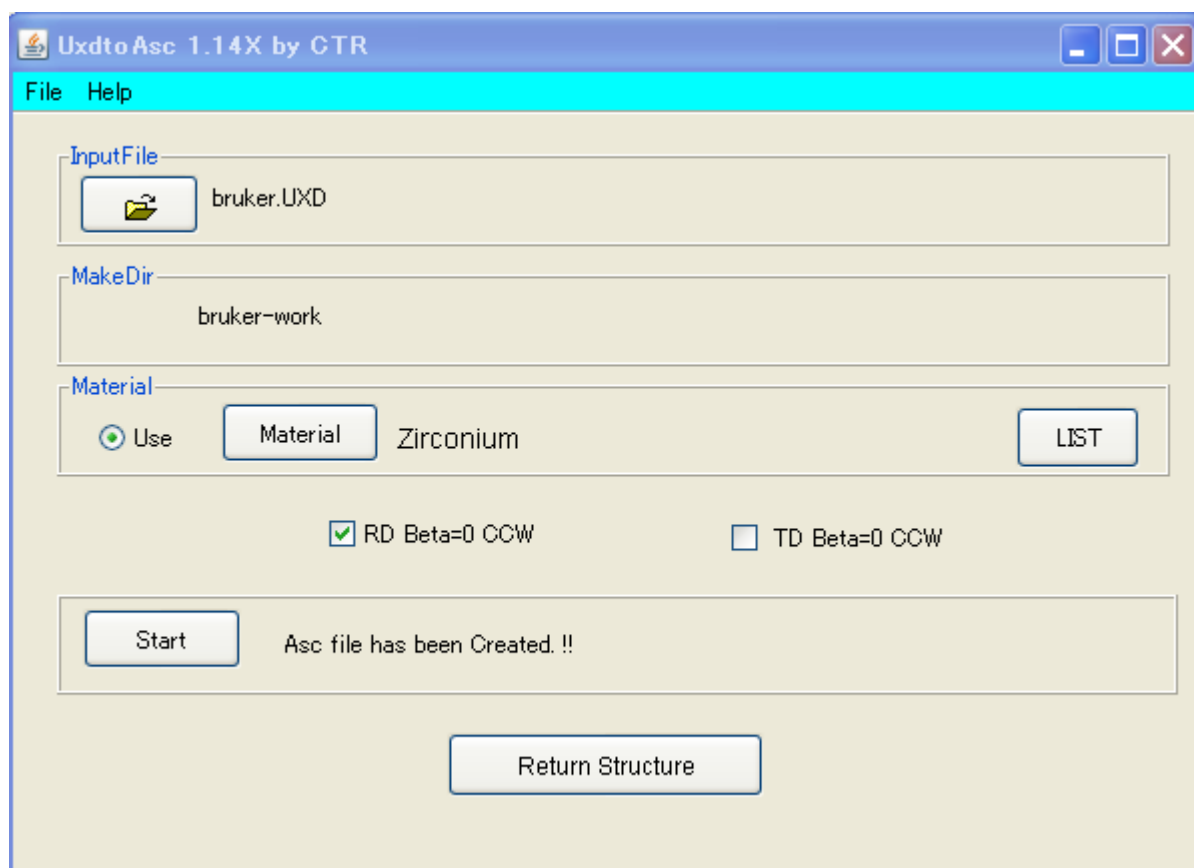 UxdtoAsc 1.14X by CTR
File Help
InputFile
bruker.UXD
MakeDir
bruker-work
Material
Use Material Zirconium LIST
RD Beta=0 CCW TD Beta=0 CCW
Start Asc file has been Created. !!
Return Structure